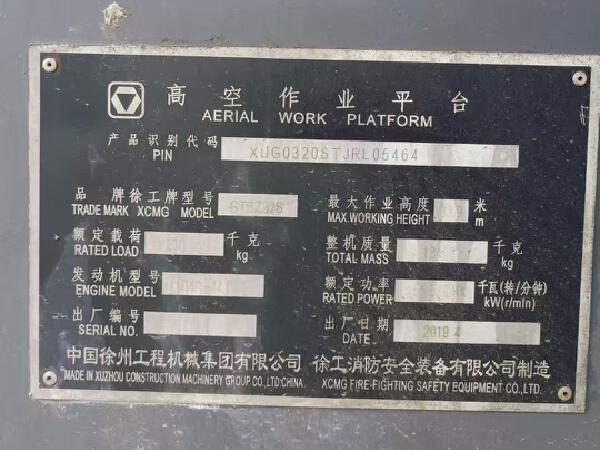 高空作业平台
AERIAL WORK PLATFORM
产品识别代码 XUG0320STJRL05464
PIN
品牌徐工牌型号
TRADE MARK XCMG MODEL
最大作业高度 米
MAX.WORKING HEIGHT m
额定载荷 千克
RATED LOAD kg
整机质量 千克
TOTAL MASS kg
发动机型号
ENGINE MODEL
额定功率 千瓦(转/分钟)
RATED POWER kW(r/min)
出厂编号
SERIAL NO.
出厂日期 2019 4
DATE
中国徐州工程机械集团有限公司 徐工消防安全装备有限公司制造
MADE IN XUZHOU CONSTRUCTION MACHINERY GROUP CO.,LTD.CHINA. XCMG FIRE-FIGHTING SAFETY EQUIPMENT CO.,LTD.